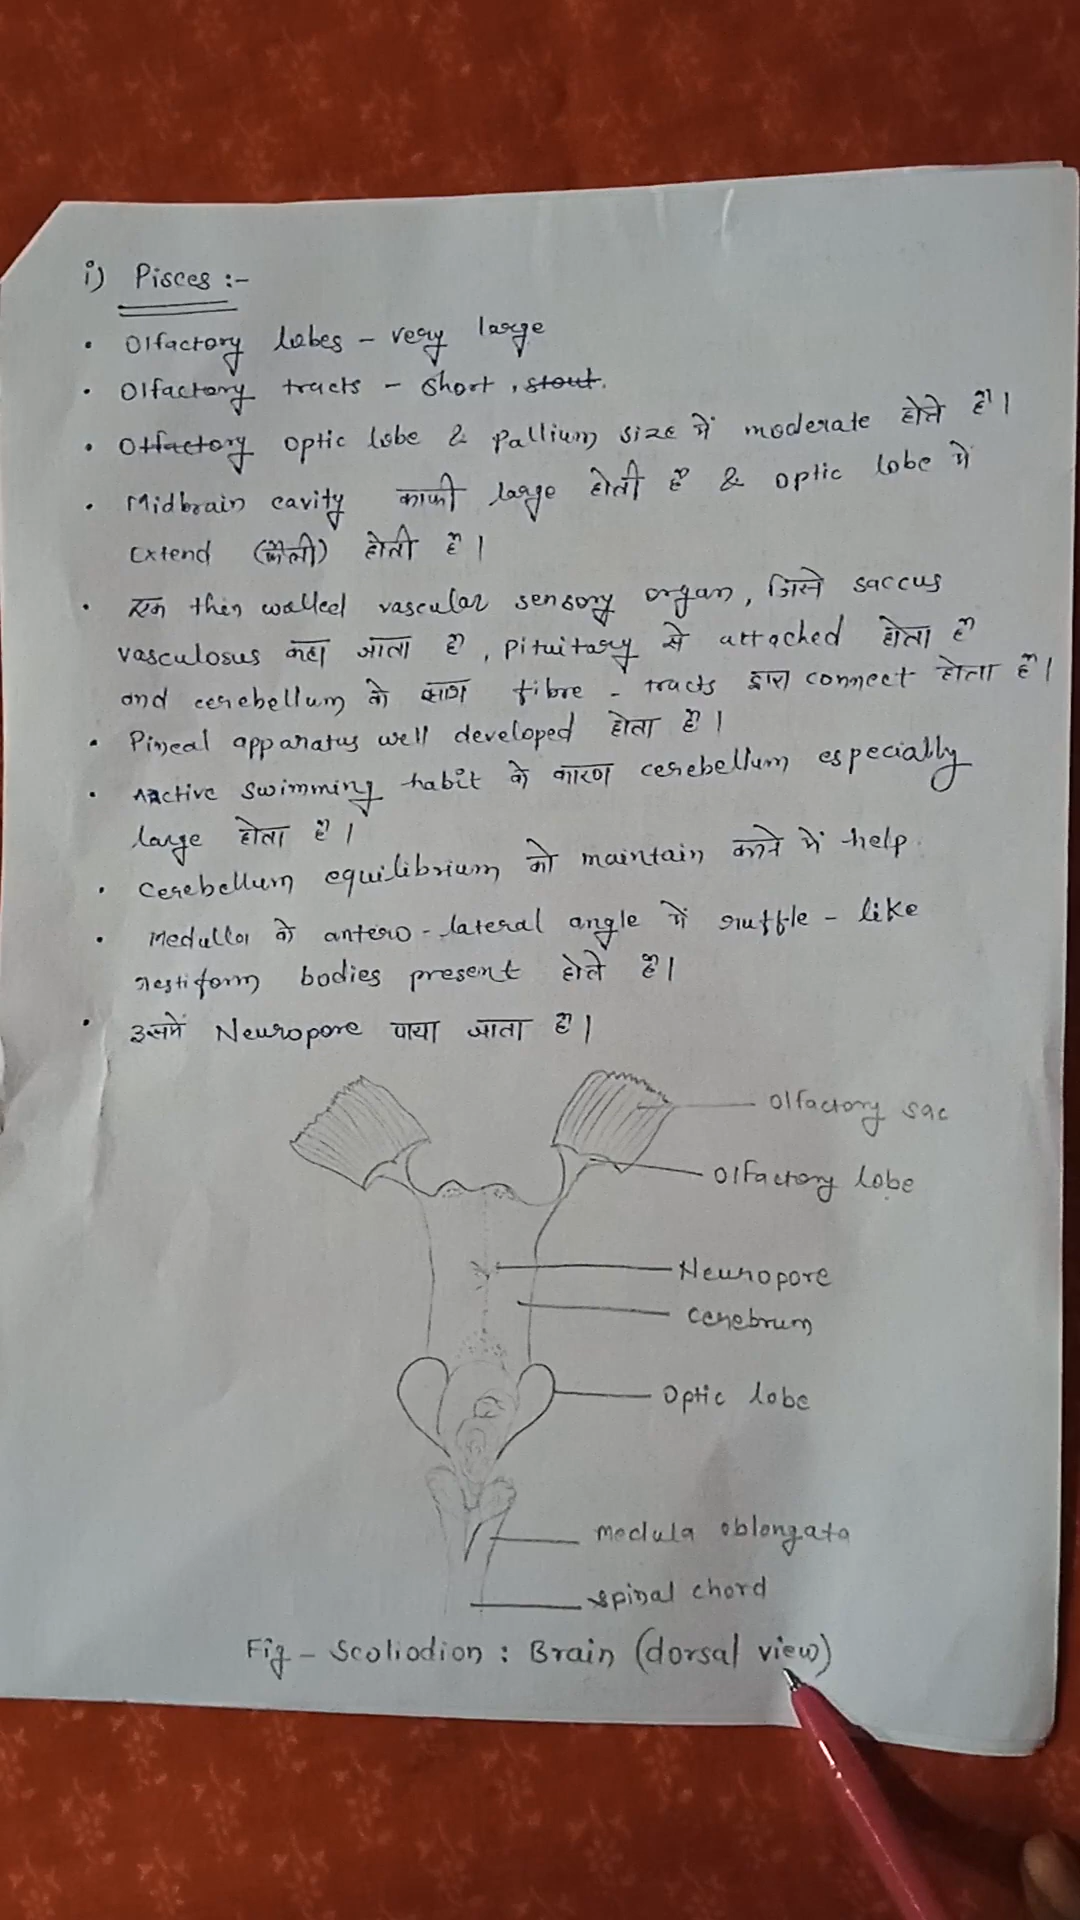 i) Pisces :-
• Olfactory lobes - very large
• Olfactory tracts - short, stout.
• Olfactory optic lobe & Pallium size में moderate होते हैं।
• Midbrain cavity काफी large होती है & optic lobe में
Extend (फैली) होती है।
• एक thin walled vascular sensory organ, जिसे saccus
vasculosus कहा जाता है, Pituitary से attached होता है
and cerebellum के साथ fibre - tracts द्वारा connect होता है।
• Pineal apparatus well developed होता है।
• Active swimming habit के कारण cerebellum especially
large होता है।
• Cerebellum equilibrium को maintain करने में help.
• Medulla के antero-lateral angle में ruffle-like
restiform bodies present होते हैं।
• इसमें Neuropore पाया जाता है।
Olfactory sac
Olfactory lobe
Neuropore
Cerebrum
Optic lobe
Medula oblongata
spinal chord
Fig - Scoliodion : Brain (dorsal view)